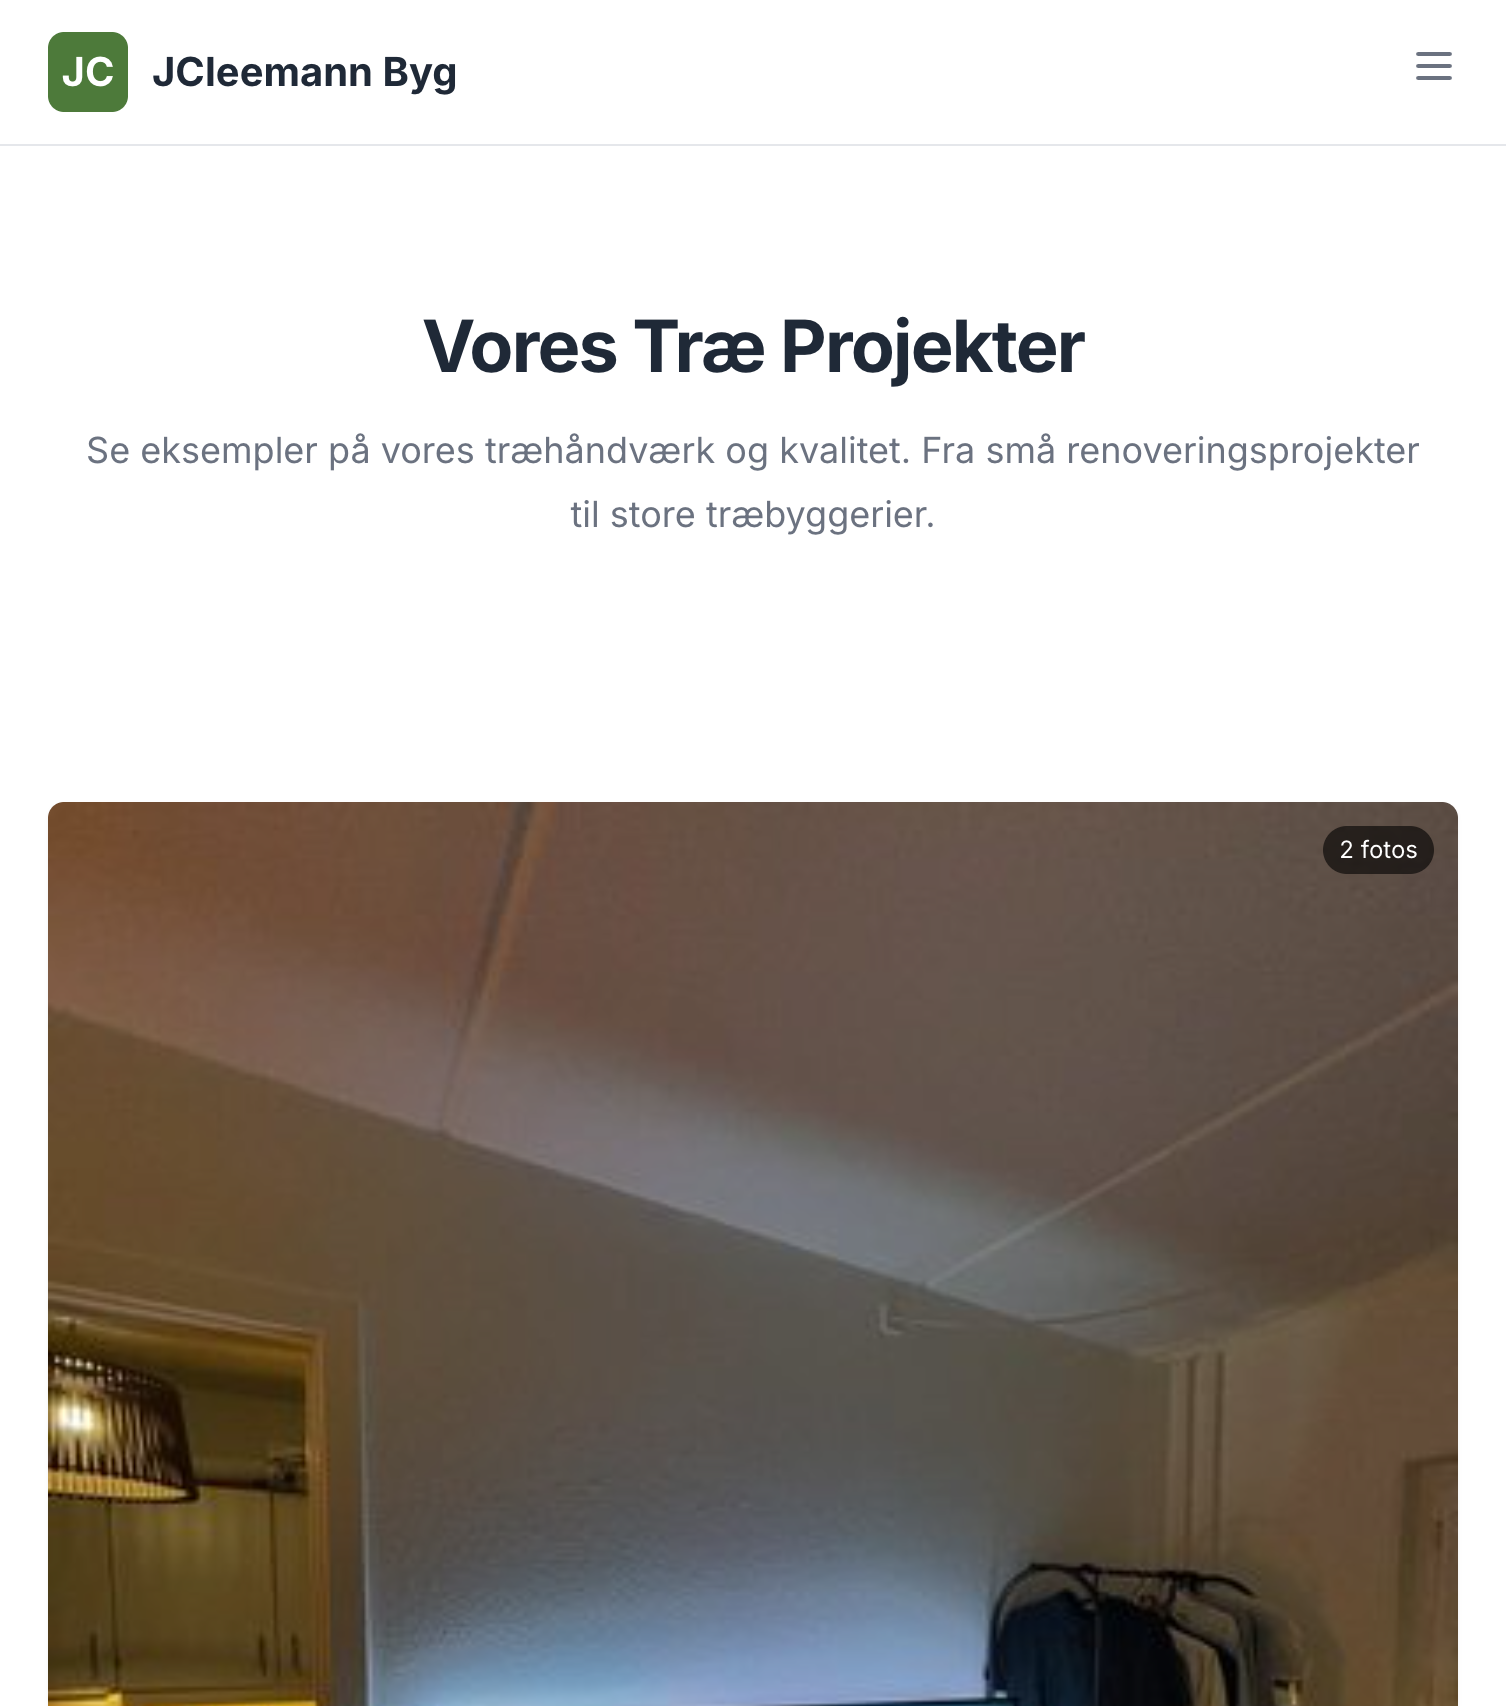 JC
JCleemann Byg
Vores Træ Projekter
Se eksempler på vores træhåndværk og kvalitet. Fra små renoveringsprojekter
til store træbyggerier.
2 fotos